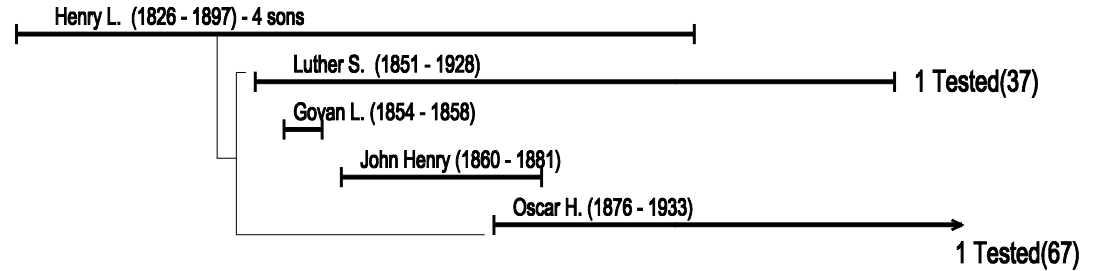 Henry L. (1826 - 1897) - 4 sons
Luther S. (1851 - 1928)
1 Tested(37)
Govan L. (1854 - 1858)
John Henry (1860 - 1881)
Oscar H. (1876 - 1933)
1 Tested(67)